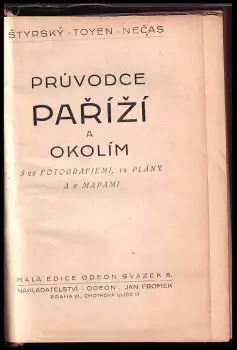 ŠTYRSKÝ · TOYEN · NEČAS
PRŮVODCE
PAŘÍŽÍ
A
OKOLÍM
S 22 FOTOGRAFIEMI, 14 PLÁNY
A 2 MAPAMI
MALÁ EDICE ODEON SVAZEK 5.
NAKLADATELSTVÍ · ODEON · JAN FROMEK
PRAHA III., CHOTKOVA ULICE 11